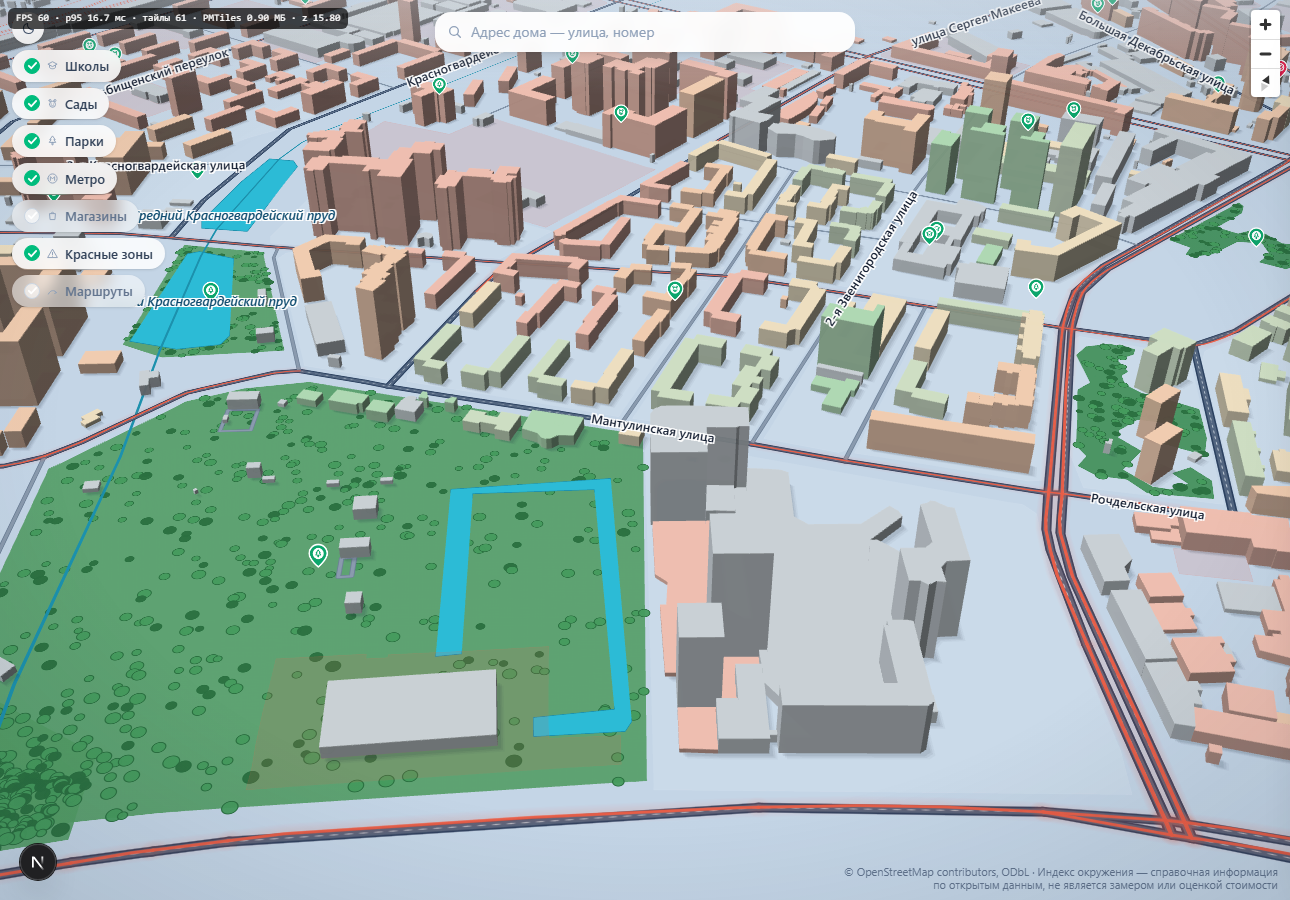 FPS 60 · p95 16.7 мс · тайлы 61 · PMTiles 0.90 МБ · z 15.80
Адрес дома — улица, номер
улица Сергея Макеева
Большая Декабрьская улица
Школы
Сады
Парки
Метро
Магазины
Красные зоны
Маршруты
переулок
Красногвардейская улица
Красногвардейский пруд
Красногвардейский пруд
2-я Звенигородская улица
Мантулинская улица
Рочдельская улица
N
© OpenStreetMap contributors, ODbL · Индекс окружения — справочная информация
по открытым данным, не является замером или оценкой стоимости